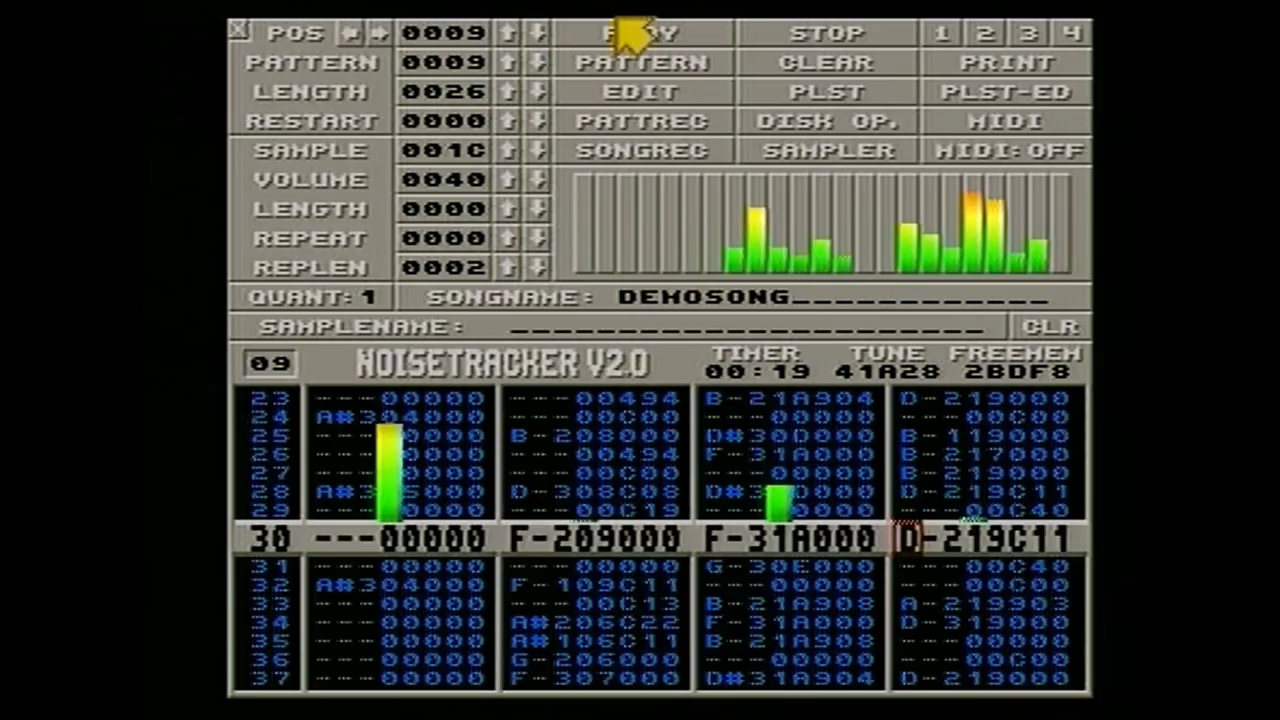 POS 0009 STOP 1 2 3 4
PATTERN 0009 PATTERN CLEAR PRINT
LENGTH 0026 EDIT PLST PLST-ED
RESTART 0000 PATTREC DISK OP. MIDI
SAMPLE 001C SONGREC SAMPLER MIDI:OFF
VOLUME 0040
LENGTH 0000
REPEAT 0000
REPLEN 0002
QUANT: 1 SONGNAME: DEMOSONG____________
SAMPLENAME: ______________________ CLR
09 NOISETRACKER V2.0 TIMER TUNE FREEMEM
00:19 41A28 2BDF8
23 ---00000 ---00494 B-21A904 D-219000
24 A#304000 ---00000 ---00000 ---00C00
25 B-208000 D#30D000 B-119000
26 ---00494 F-31A000 B-217000
27 ---00C00 B-219000
28 D-308C08 D-219C11
29 ---00C19 ---00C40
30 ---00000 F-209000 F-31A000 D-219C11
31 ---00000 ---00000 G-30E000 ---00C40
32 A#304000 F-109C11 ---00000 ---00C00
33 ---00000 ---00C13 B-21A908 A-219903
34 ---00000 A#206C22 F-31A000 D-319000
35 ---00000 A#106C11 B-21A908 ---00000
36 ---00000 G-206000 ---00000 ---00C00
37 ---00000 F-307000 D#31A904 D-219000